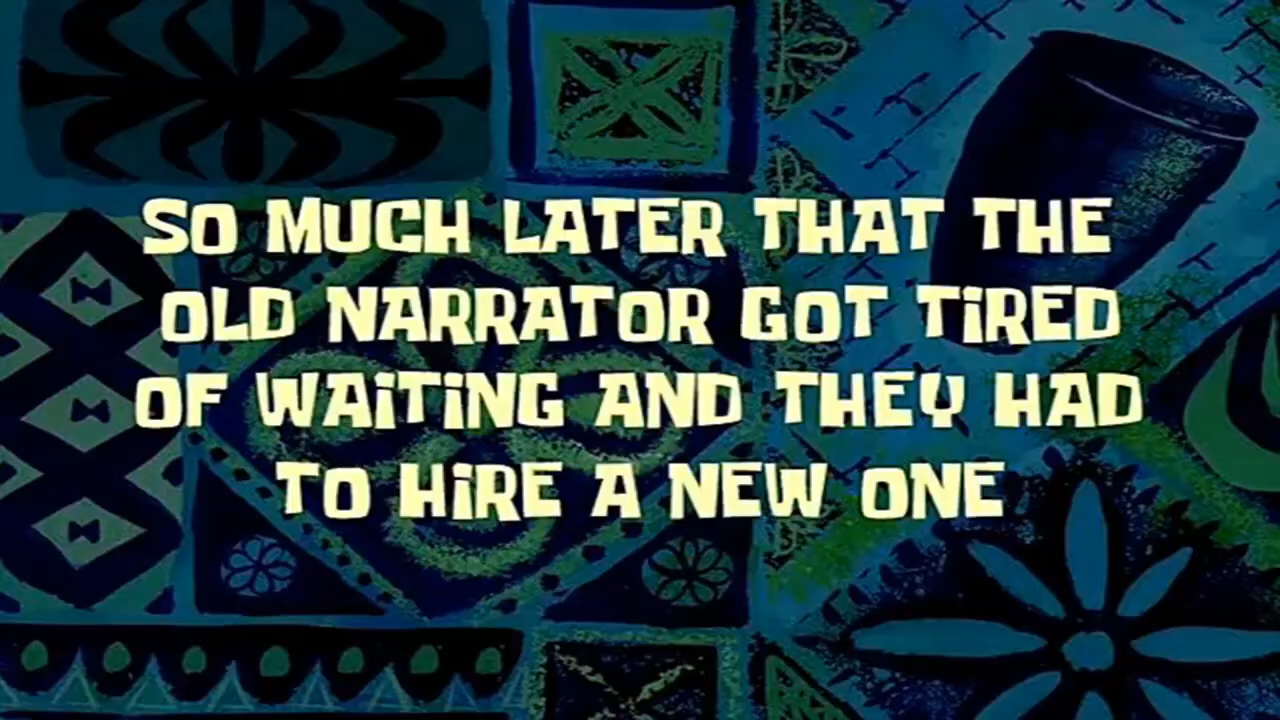 SO MUCH LATER THAT THE
OLD NARRATOR GOT TiRED
OF WAiTiNG AND THEY HAD
TO HiRE A NEW ONE